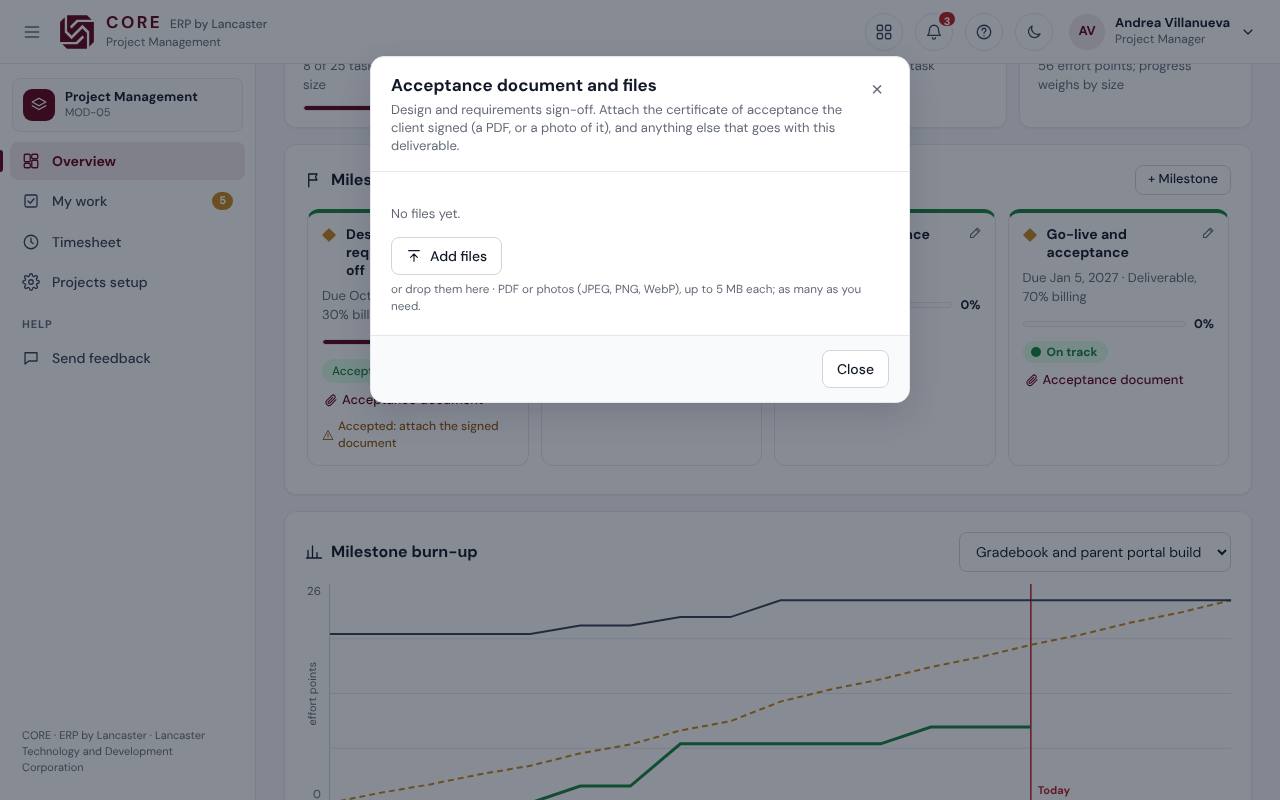 CORE ERP by Lancaster
Project Management
3
AV
Andrea Villanueva
Project Manager
Project Management
MOD-05
Overview
My work 5
Timesheet
Projects setup
HELP
Send feedback
CORE · ERP by Lancaster · Lancaster
Technology and Development
Corporation
8 of 25
size
56 effort points; progress
weighs by size
+ Milestone
Due
30%
Accepted: attach the signed
document
0%
Go-live and
acceptance
Due Jan 5, 2027 · Deliverable,
70% billing
0%
On track
Acceptance document
Acceptance document and files
Design and requirements sign-off. Attach the certificate of acceptance the
client signed (a PDF, or a photo of it), and anything else that goes with this
deliverable.
No files yet.
Add files
or drop them here · PDF or photos (JPEG, PNG, WebP), up to 5 MB each; as many as you
need.
Close
Milestone burn-up
Gradebook and parent portal build
26
effort points
0
Today